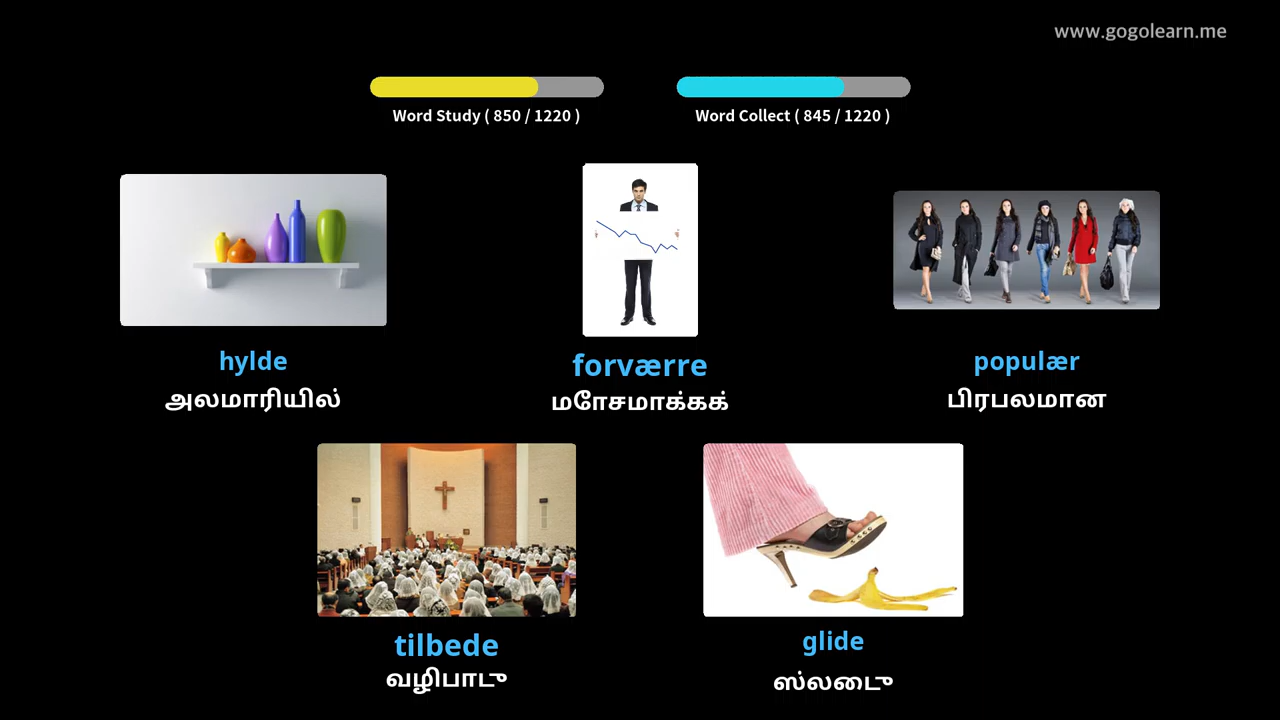 www.gogolearn.me
Word Study ( 850 / 1220 )
Word Collect ( 845 / 1220 )
hylde
அலமாரியில்
forværre
மோசமாக்கக்
populær
பிரபலமான
tilbede
வழிபாடு
glide
ஸ்லைடு